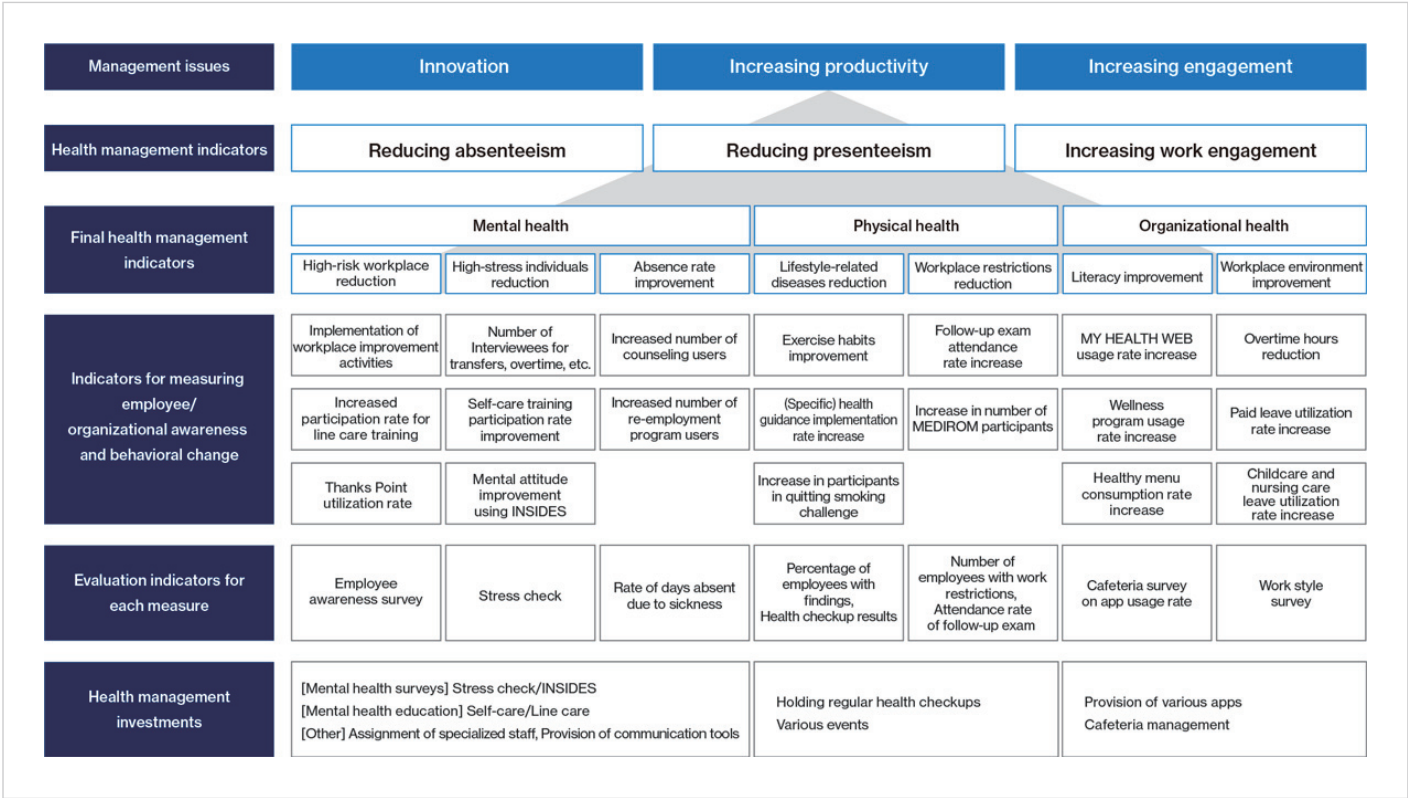 Management issues
Innovation
Increasing productivity
Increasing engagement
Health management indicators
Reducing absenteeism
Reducing presenteeism
Increasing work engagement
Final health management
indicators
Mental health
Physical health
Organizational health
High-risk workplace
reduction
High-stress individuals
reduction
Absence rate
improvement
Lifestyle-related
diseases reduction
Workplace restrictions
reduction
Literacy improvement
Workplace environment
improvement
Indicators for measuring
employee/
organizational awareness
and behavioral change
Implementation of
workplace improvement
activities
Number of
Interviewees for
transfers, overtime, etc.
Increased number of
counseling users
Exercise habits
improvement
Follow-up exam
attendance
rate increase
MY HEALTH WEB
usage rate increase
Overtime hours
reduction
Increased
participation rate for
line care training
Self-care training
participation rate
improvement
Increased number of
re-employment
program users
(Specific) health
guidance implementation
rate increase
Increase in number of
MEDIROM participants
Wellness
program usage
rate increase
Paid leave utilization
rate increase
Thanks Point
utilization rate
Mental attitude
improvement
using INSIDES
Increase in participants
in quitting smoking
challenge
Healthy menu
consumption rate
increase
Childcare and
nursing care
leave utilization
rate increase
Evaluation indicators for
each measure
Employee
awareness survey
Stress check
Rate of days absent
due to sickness
Percentage of
employees with
findings,
Health checkup results
Number of
employees with work
restrictions,
Attendance rate
of follow-up exam
Cafeteria survey
on app usage rate
Work style
survey
Health management
investments
[Mental health surveys] Stress check/INSIDES
[Mental health education] Self-care/Line care
[Other] Assignment of specialized staff, Provision of communication tools
Holding regular health checkups
Various events
Provision of various apps
Cafeteria management